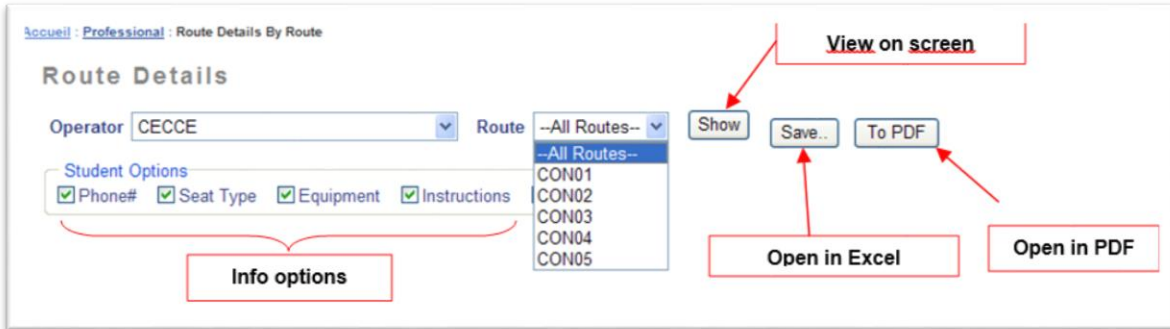 Accueil : Professional : Route Details By Route
View on screen
Route Details
Operator CECCE Route --All Routes-- Show Save.. To PDF
--All Routes--
CON01
CON02
CON03
CON04
CON05
Student Options
Phone# Seat Type Equipment Instructions
Info options
Open in Excel
Open in PDF